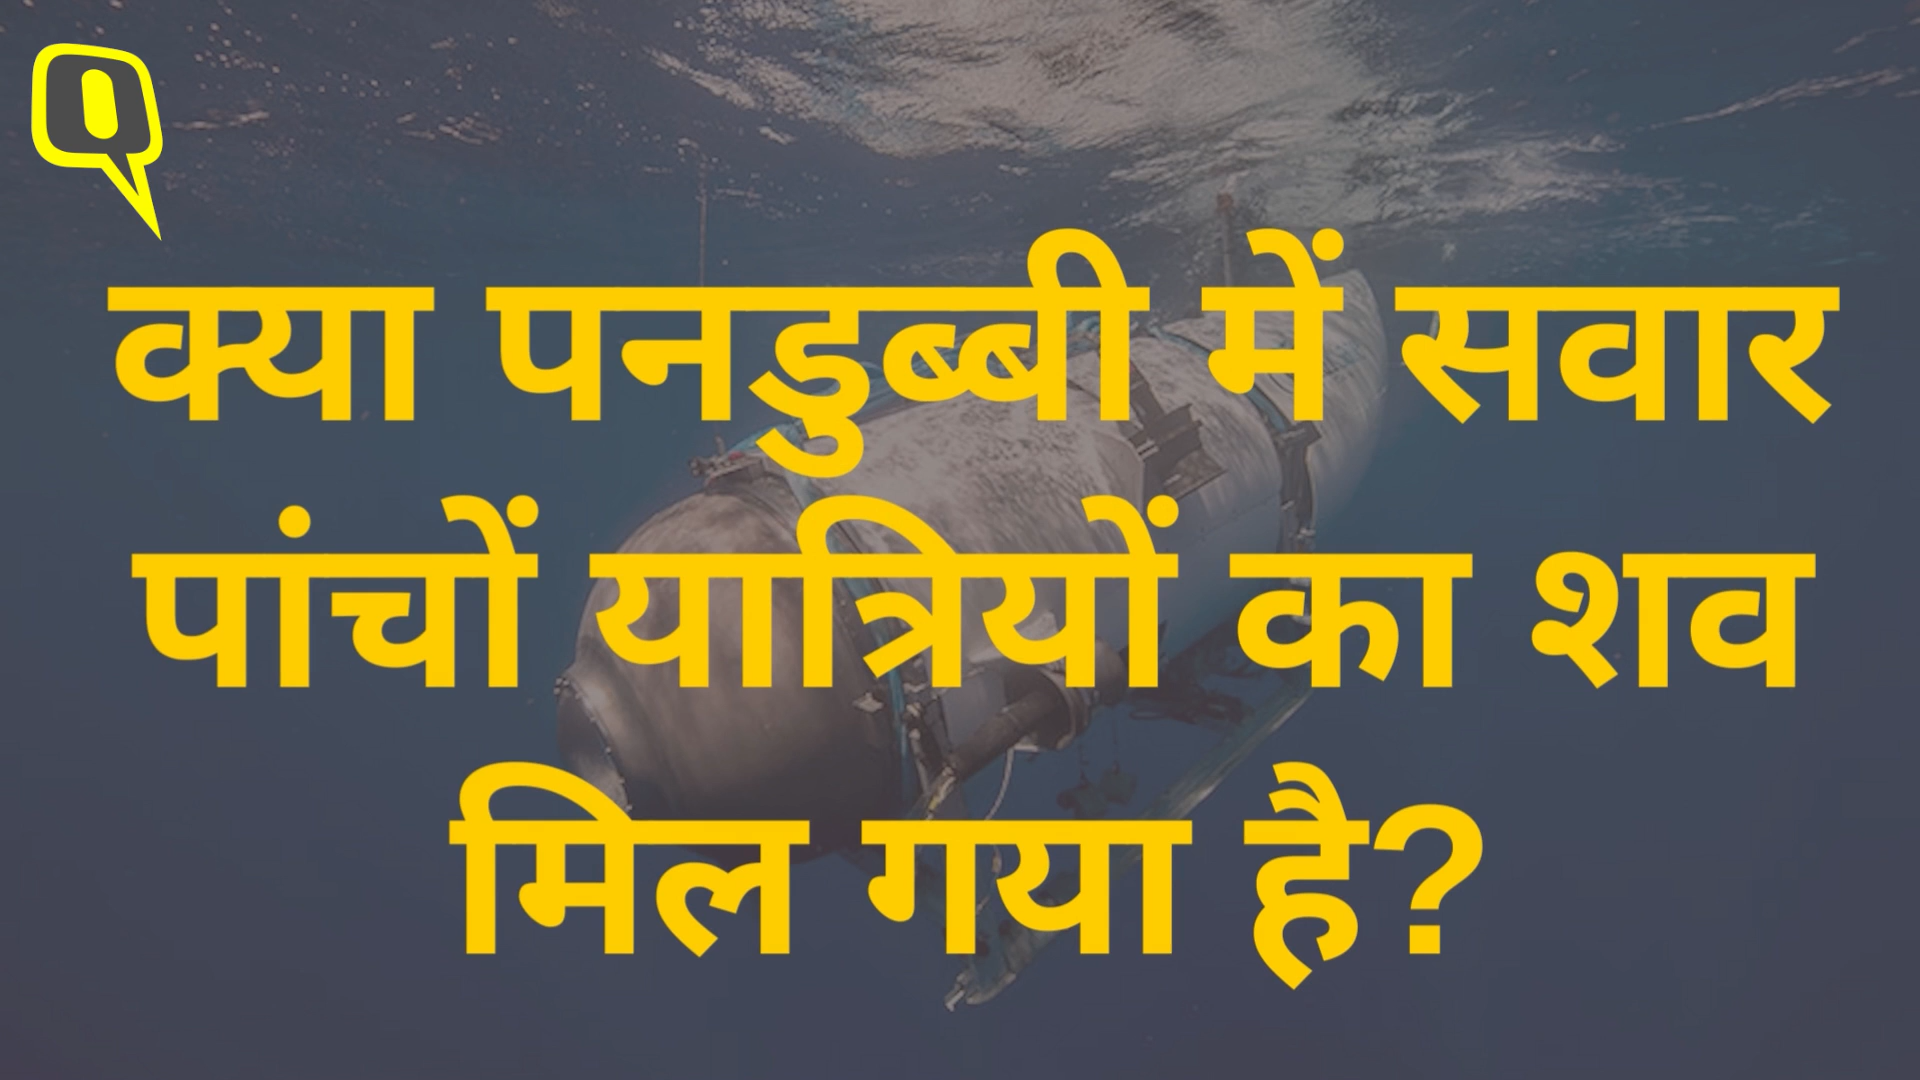 क्या पनडुब्बी में सवार
पांचों यात्रियों का शव
मिल गया है?